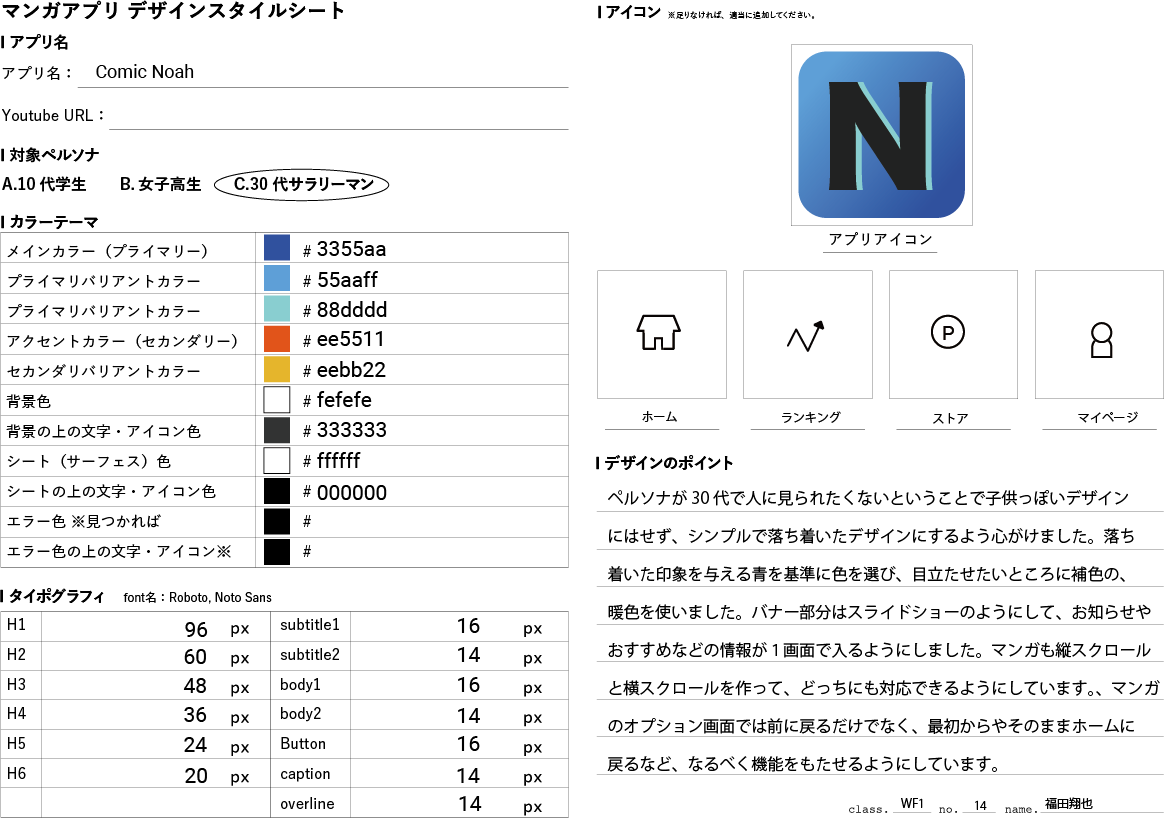 マンガアプリ デザインスタイルシート
アプリ名
アプリ名： Comic Noah
Youtube URL：
対象ペルソナ
A.10 代学生 B. 女子高生 C.30 代サラリーマン
カラーテーマ
メインカラー（プライマリー） # 3355aa
プライマリバリアントカラー # 55aaff
プライマリバリアントカラー # 88dddd
アクセントカラー（セカンダリー） # ee5511
セカンダリバリアントカラー # eebb22
背景色 # fefefe
背景の上の文字・アイコン色 # 333333
シート（サーフェス）色 # ffffff
シートの上の文字・アイコン色 # 000000
エラー色 ※見つかれば #
エラー色の上の文字・アイコン※ #
タイポグラフィ font名：Roboto, Noto Sans
H1 96 px subtitle1 16 px
H2 60 px subtitle2 14 px
H3 48 px body1 16 px
H4 36 px body2 14 px
H5 24 px Button 16 px
H6 20 px caption 14 px
overline 14 px
アイコン ※足りなければ、適当に追加してください。
N
アプリアイコン
P
ホーム ランキング ストア マイページ
デザインのポイント
ペルソナが 30 代で人に見られたくないということで子供っぽいデザイン
にはせず、シンプルで落ち着いたデザインにするよう心がけました。落ち
着いた印象を与える青を基準に色を選び、目立たせたいところに補色の、
暖色を使いました。バナー部分はスライドショーのようにして、お知らせや
おすすめなどの情報が 1 画面で入るようにしました。マンガも縦スクロール
と横スクロールを作って、どっちにも対応できるようにしています。、マンガ
のオプション画面では前に戻るだけでなく、最初からやそのままホームに
戻るなど、なるべく機能をもたせるようにしています。
class. WF1 no. 14 name. 福田翔也